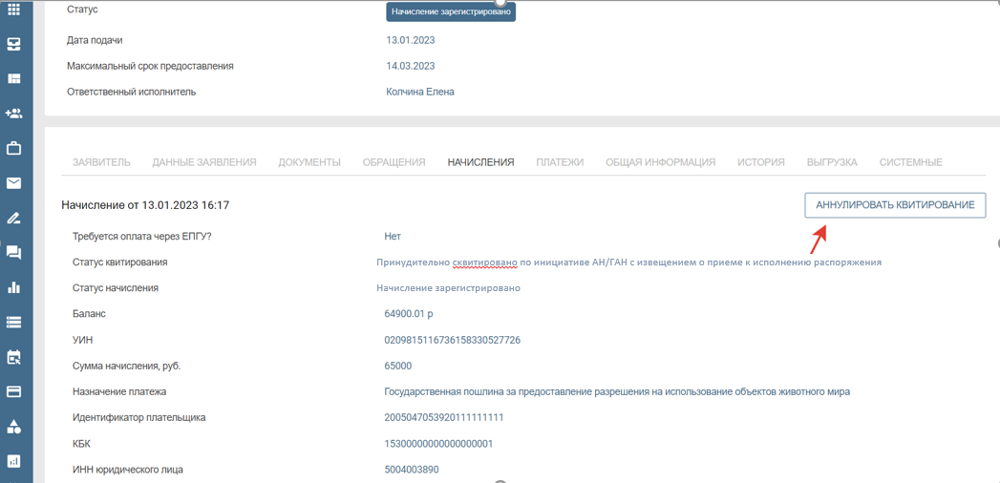 Статус Начисление зарегистрировано
Дата подачи 13.01.2023
Максимальный срок предоставления 14.03.2023
Ответственный исполнитель Колчина Елена
ЗАЯВИТЕЛЬ ДАННЫЕ ЗАЯВЛЕНИЯ ДОКУМЕНТЫ ОБРАЩЕНИЯ НАЧИСЛЕНИЯ ПЛАТЕЖИ ОБЩАЯ ИНФОРМАЦИЯ ИСТОРИЯ ВЫГРУЗКА СИСТЕМНЫЕ
Начисление от 13.01.2023 16:17 АННУЛИРОВАТЬ КВИТИРОВАНИЕ
Требуется оплата через ЕПГУ? Нет
Статус квитирования Принудительно сквитировано по инициативе АН/ГАН с извещением о приеме к исполнению распоряжения
Статус начисления Начисление зарегистрировано
Баланс 64900.01 р
УИН 0209815116736158330527726
Сумма начисления, руб. 65000
Назначение платежа Государственная пошлина за предоставление разрешения на использование объектов животного мира
Идентификатор плательщика 2005047053920111111111
КБК 15300000000000000001
ИНН юридического лица 5004003890